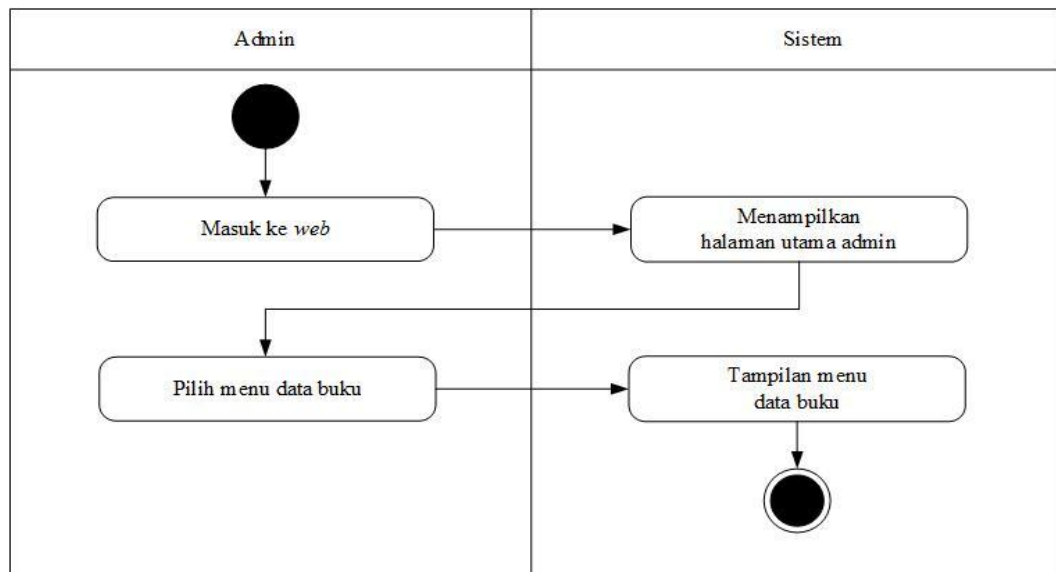 Admin
Sistem
Masuk ke web
Menampilkan
halaman utama admin
Pilih menu data buku
Tampilan menu
data buku